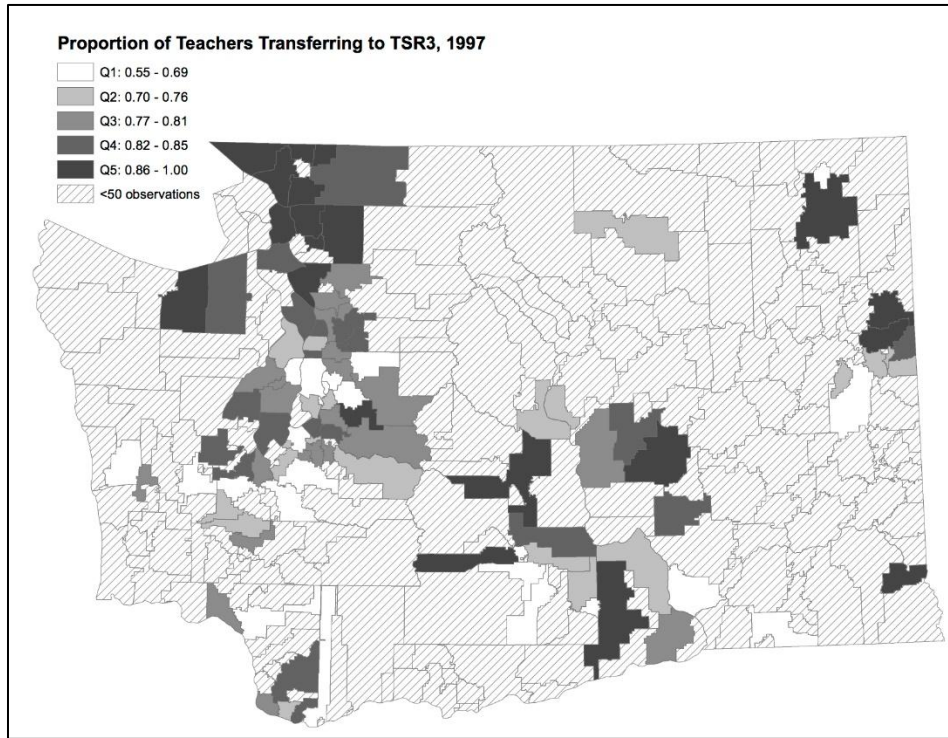 Proportion of Teachers Transferring to TSR3, 1997
Q1: 0.55 - 0.69
Q2: 0.70 - 0.76
Q3: 0.77 - 0.81
Q4: 0.82 - 0.85
Q5: 0.86 - 1.00
<50 observations